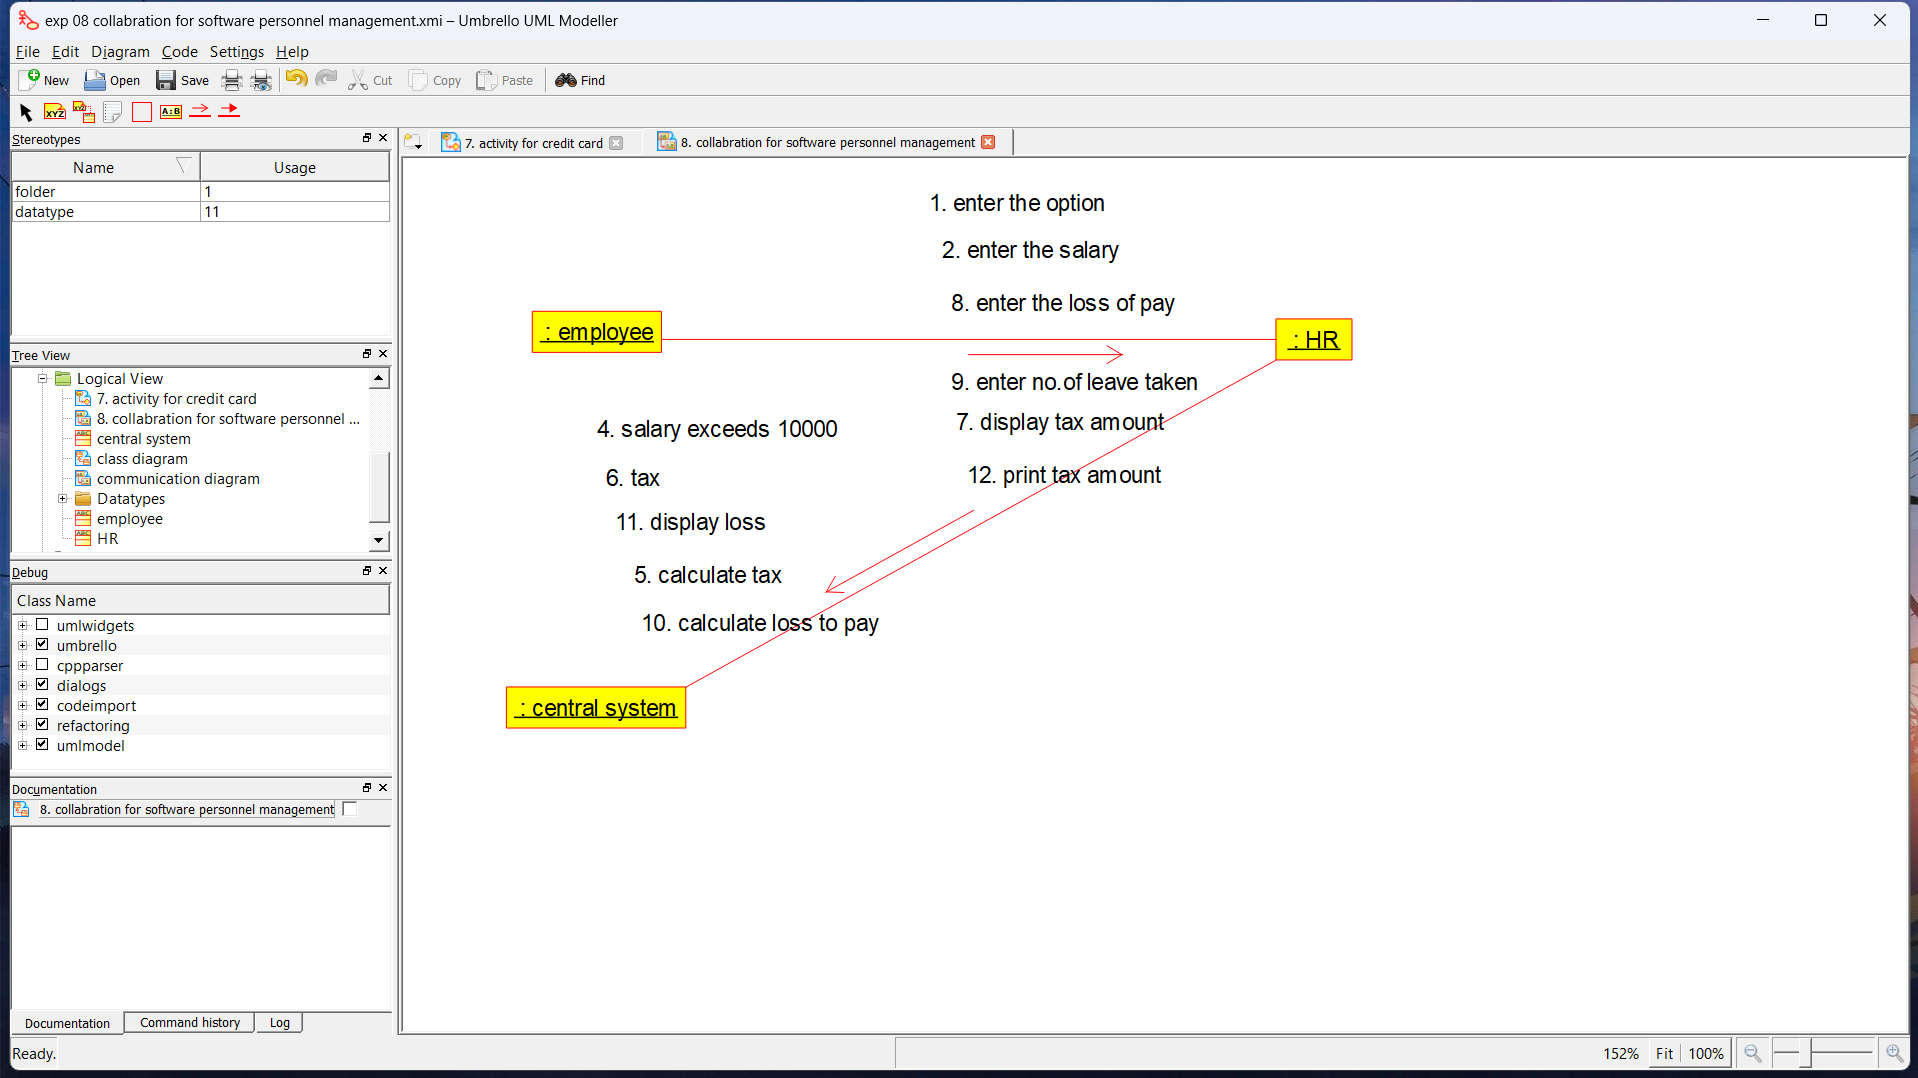 exp 08 collabration for software personnel management.xmi – Umbrello UML Modeller
File Edit Diagram Code Settings Help
New Open Save Cut Copy Paste Find
XYZ XYZ A:B
Stereotypes
Name Usage
folder 1
datatype 11
Tree View
Logical View
7. activity for credit card
8. collabration for software personnel ...
central system
class diagram
communication diagram
Datatypes
employee
HR
Debug
Class Name
umlwidgets
umbrello
cppparser
dialogs
codeimport
refactoring
umlmodel
Documentation
8. collabration for software personnel management
Documentation Command history Log
Ready.
7. activity for credit card 8. collabration for software personnel management
1. enter the option
2. enter the salary
8. enter the loss of pay
: employee
: HR
9. enter no.of leave taken
7. display tax amount
12. print tax amount
4. salary exceeds 10000
6. tax
11. display loss
5. calculate tax
10. calculate loss to pay
: central system
152% Fit 100%